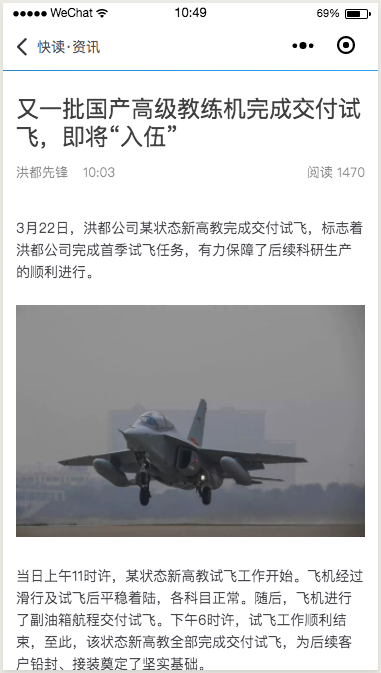 WeChat 10:49 69%
快读·资讯
又一批国产高级教练机完成交付试
飞，即将“入伍”
洪都先锋 10:03 阅读 1470
3月22日，洪都公司某状态新高教完成交付试飞，标志着
洪都公司完成首季试飞任务，有力保障了后续科研生产
的顺利进行。
当日上午11时许，某状态新高教试飞工作开始。飞机经过
滑行及试飞后平稳着陆，各科目正常。随后，飞机进行
了副油箱航程交付试飞。下午6时许，试飞工作顺利结
束，至此，该状态新高教全部完成交付试飞，为后续客
户铅封、接装奠定了坚实基础。